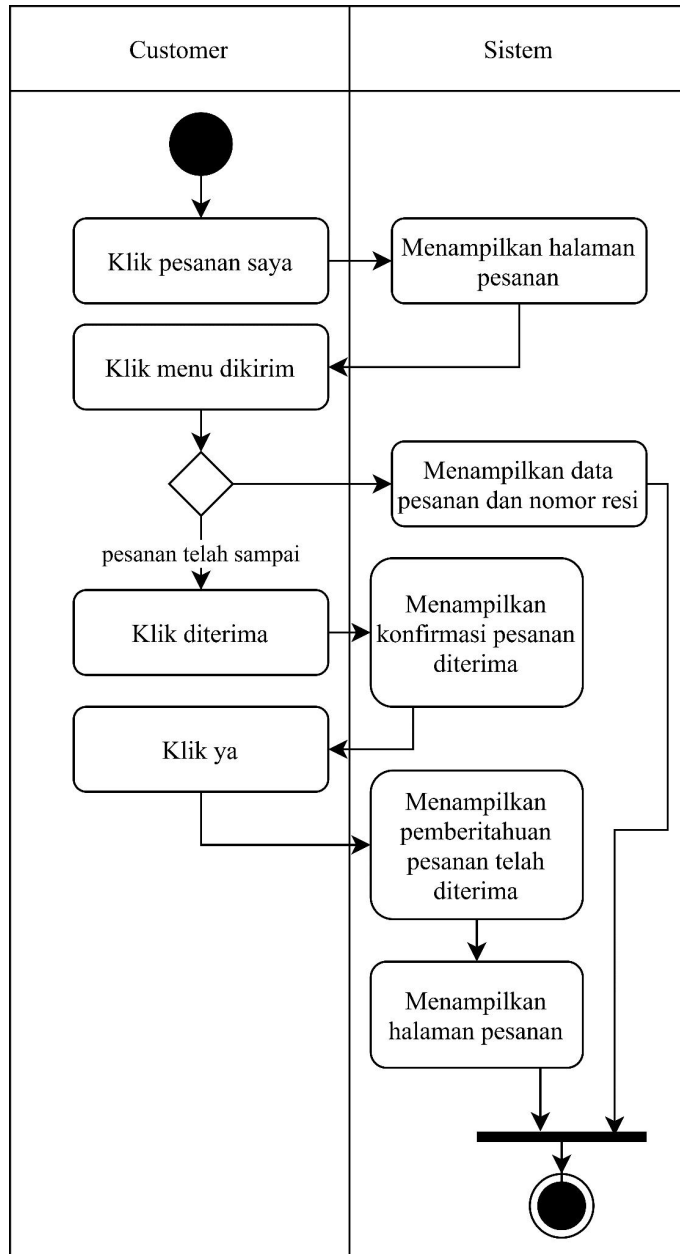 Customer
Sistem
Klik pesanan saya
Menampilkan halaman
pesanan
Klik menu dikirim
Menampilkan data
pesanan dan nomor resi
pesanan telah sampai
Klik diterima
Menampilkan
konfirmasi pesanan
diterima
Klik ya
Menampilkan
pemberitahuan
pesanan telah
diterima
Menampilkan
halaman pesanan